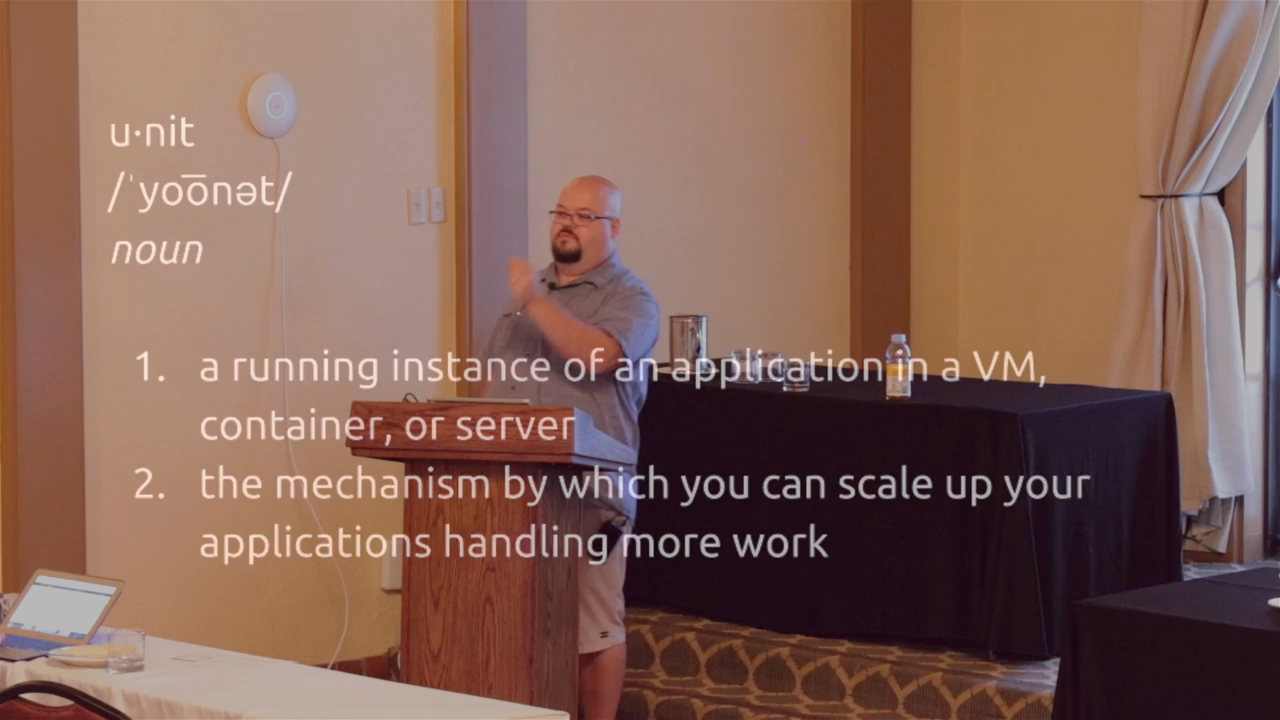 u·nit
/ˈyo͞onət/
noun
1. a running instance of an application in a VM,
container, or server
2. the mechanism by which you can scale up your
applications handling more work